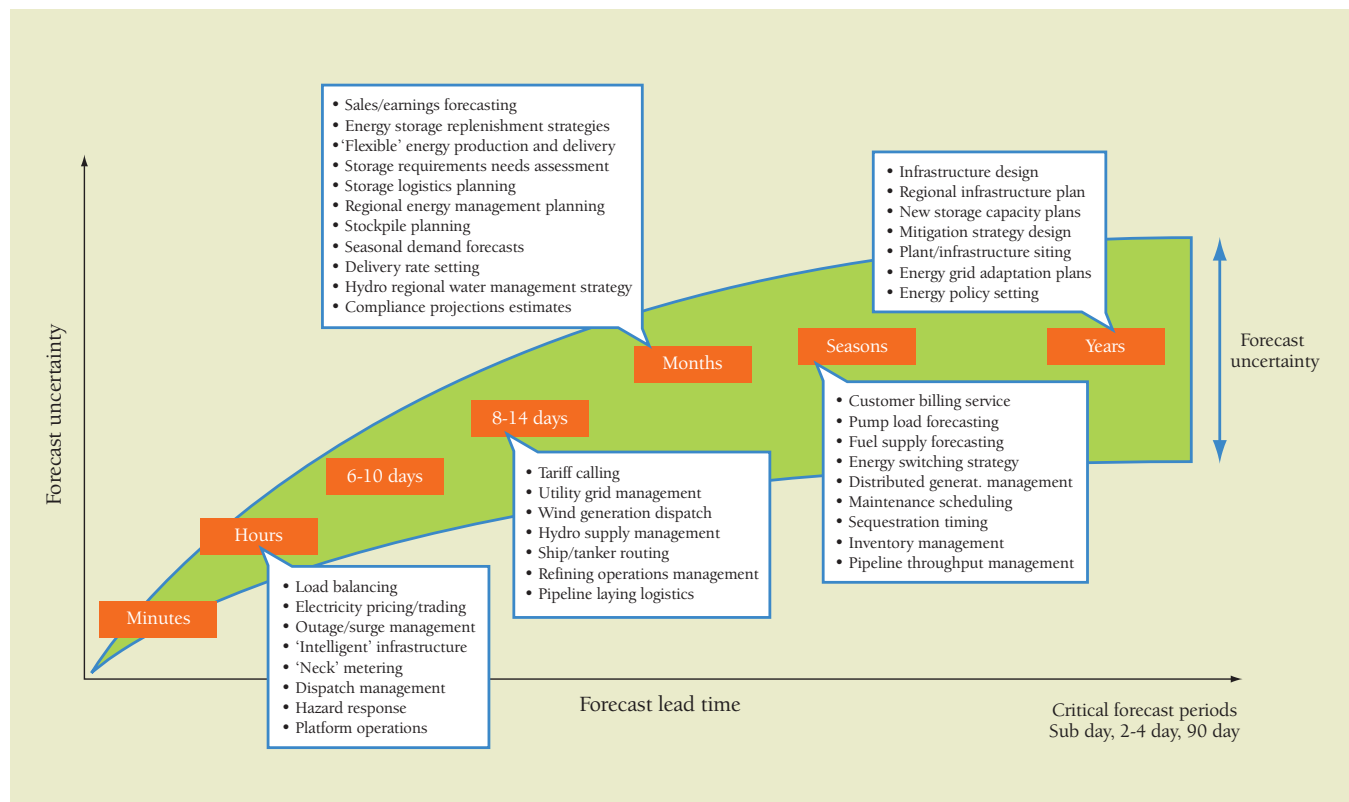 • Sales/earnings forecasting
• Energy storage replenishment strategies
• ‘Flexible’ energy production and delivery
• Storage requirements needs assessment
• Storage logistics planning
• Regional energy management planning
• Stockpile planning
• Seasonal demand forecasts
• Delivery rate setting
• Hydro regional water management strategy
• Compliance projections estimates
• Infrastructure design
• Regional infrastructure plan
• New storage capacity plans
• Mitigation strategy design
• Plant/infrastructure siting
• Energy grid adaptation plans
• Energy policy setting
Forecast uncertainty
Months
Seasons
Years
Forecast
uncertainty
8-14 days
6-10 days
Hours
Minutes
• Customer billing service
• Pump load forecasting
• Fuel supply forecasting
• Energy switching strategy
• Distributed generat. management
• Maintenance scheduling
• Sequestration timing
• Inventory management
• Pipeline throughput management
• Tariff calling
• Utility grid management
• Wind generation dispatch
• Hydro supply management
• Ship/tanker routing
• Refining operations management
• Pipeline laying logistics
• Load balancing
• Electricity pricing/trading
• Outage/surge management
• ‘Intelligent’ infrastructure
• ‘Neck’ metering
• Dispatch management
• Hazard response
• Platform operations
Forecast lead time
Critical forecast periods
Sub day, 2-4 day, 90 day